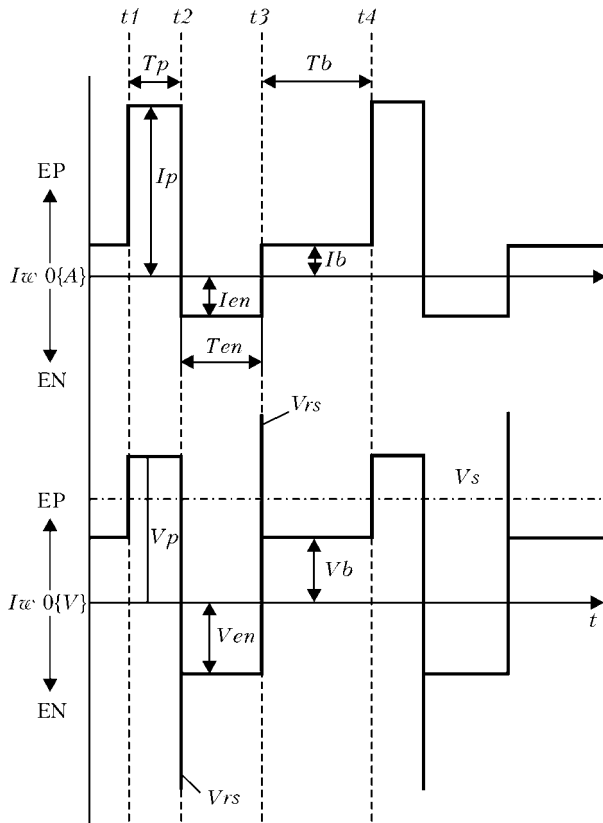 t1 t2 t3 t4
Tp Tb
Ip
EP
Ib
Iw 0{A}
Ien
Ten
EN
Vrs
Vs
EP
Vp
Vb
Iw 0{V}
t
Ven
EN
Vrs